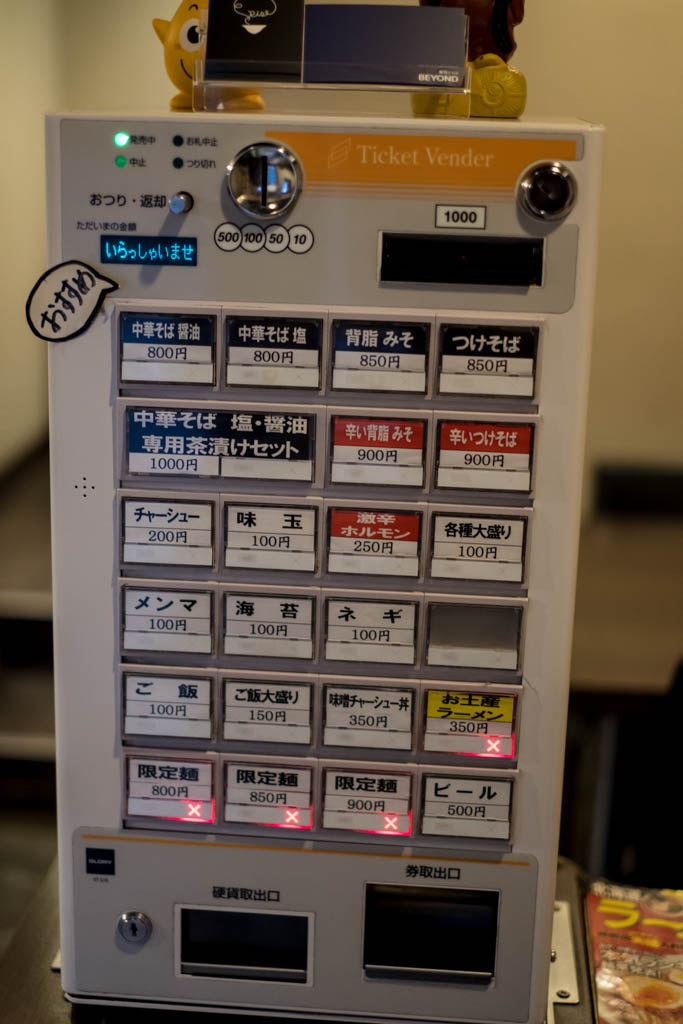 BEYOND
発売中
お札中止
中止
つり切れ
Ticket Vender
おつり・返却
ただいまの金額
いらっしゃいませ
500 100 50 10
1000
おすすめ
中華そば 醤油
800円
中華そば 塩
800円
背脂 みそ
850円
つけそば
850円
中華そば 塩・醤油
専用茶漬けセット
1000円
辛い背脂 みそ
900円
辛いつけそば
900円
チャーシュー
200円
味 玉
100円
激辛
ホルモン
250円
各種大盛り
100円
メンマ
100円
海 苔
100円
ネ ギ
100円
ご 飯
100円
ご飯大盛り
150円
味噌チャーシュー丼
350円
お土産
ラーメン
350円
×
限定麺
800円
×
限定麺
850円
×
限定麺
900円
×
ビール
500円
GLORY
硬貨取出口
券取出口